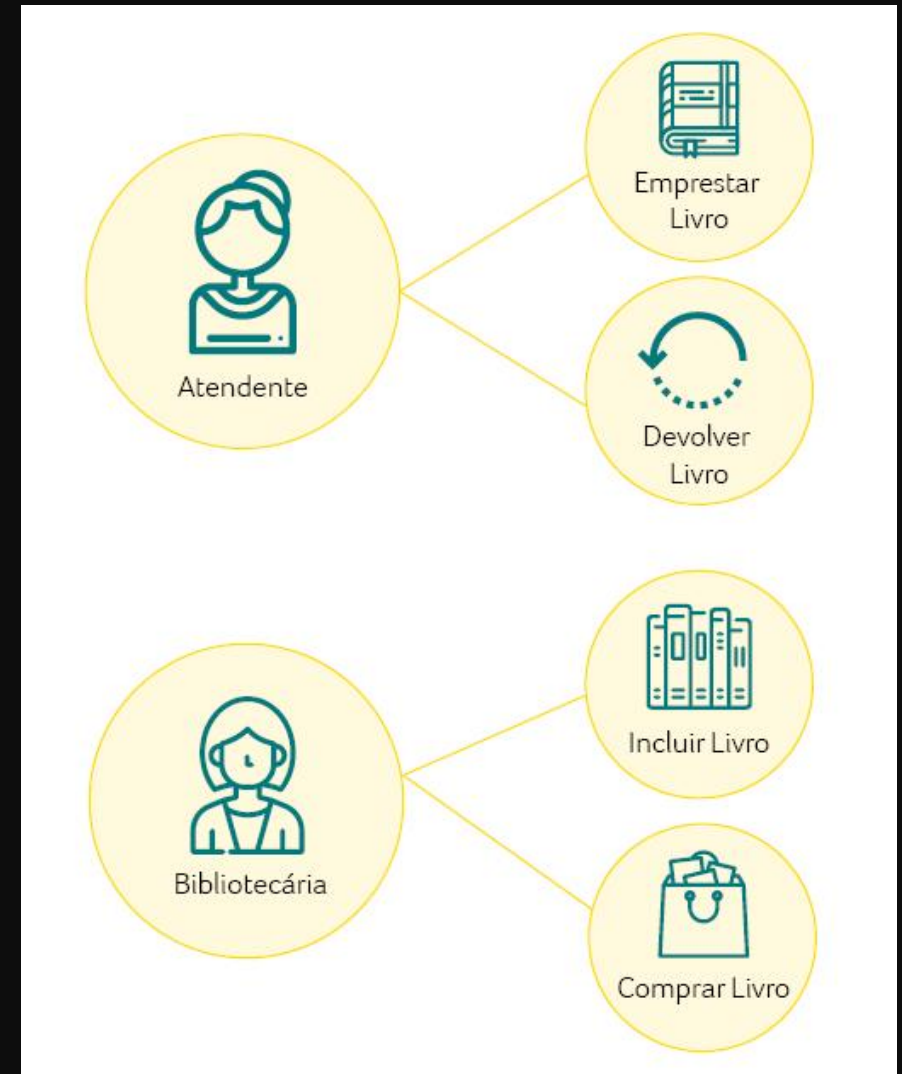 Emprestar
Livro
Atendente
Devolver
Livro
Incluir Livro
Bibliotecária
Comprar Livro